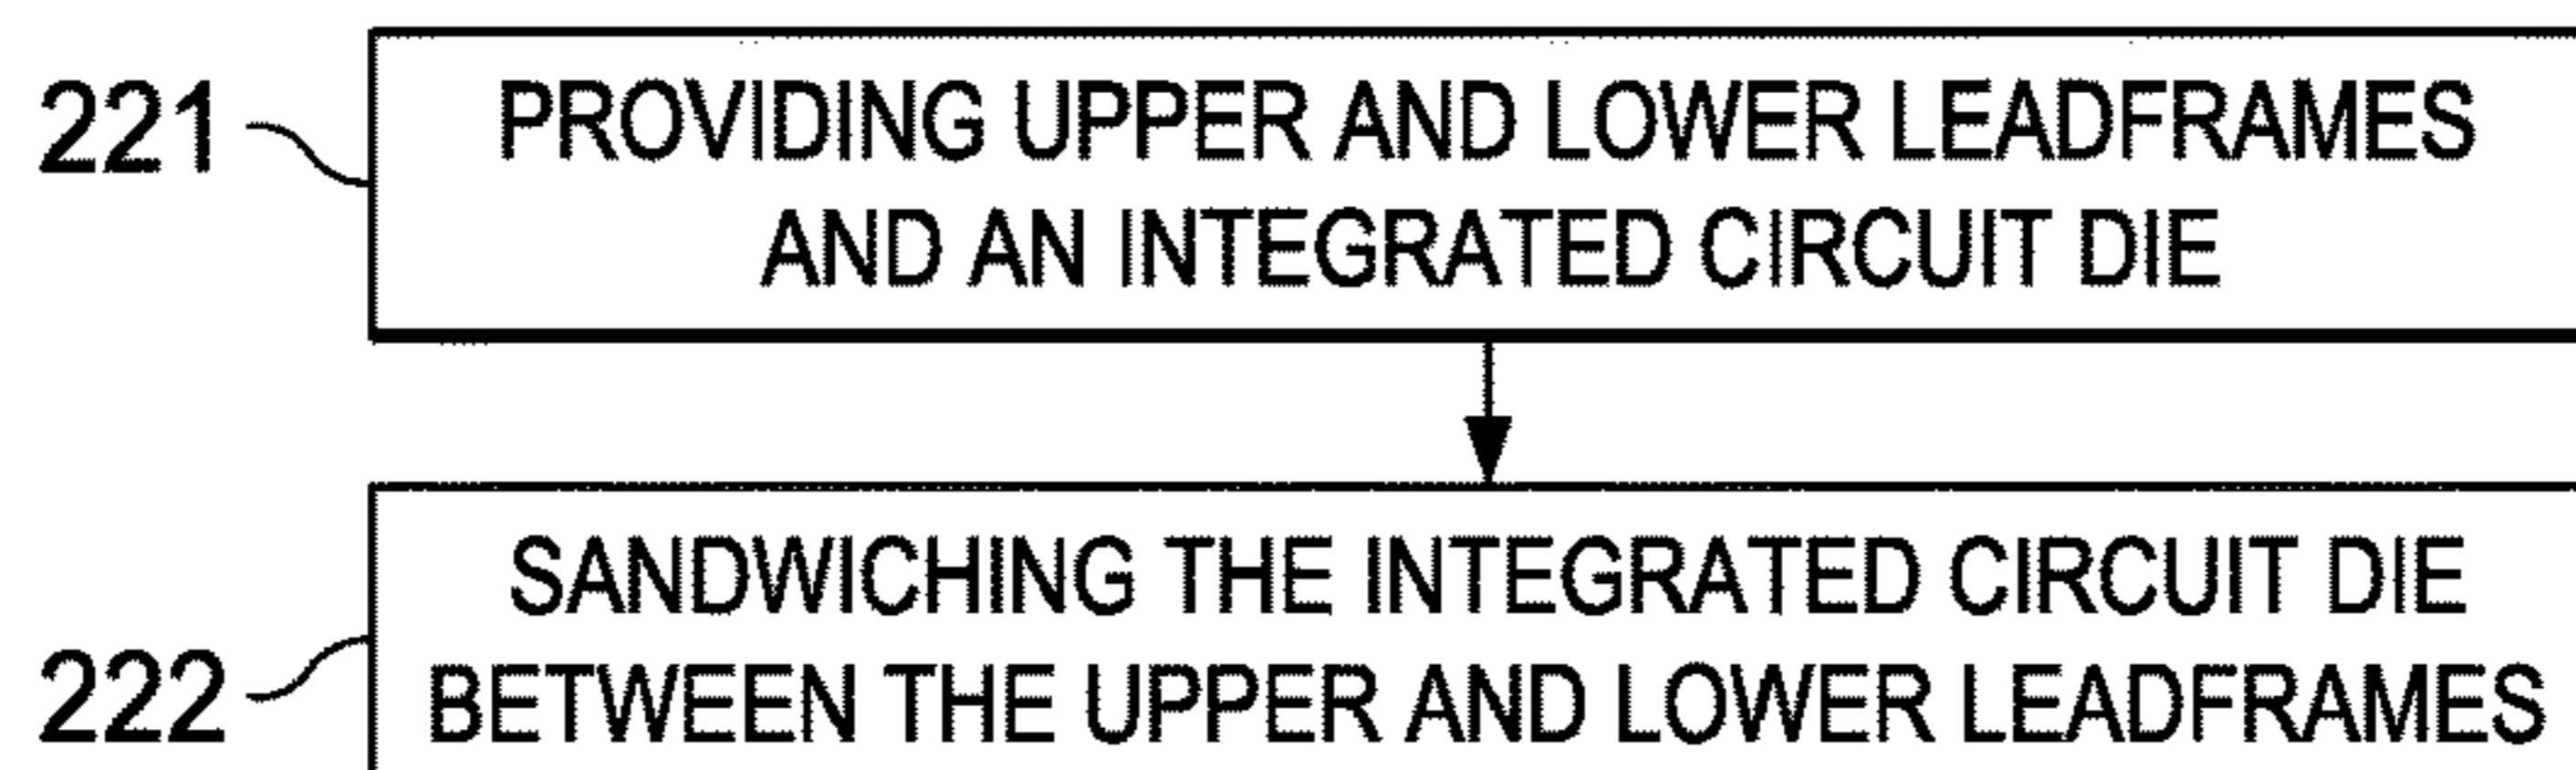 221
PROVIDING UPPER AND LOWER LEADFRAMES
AND AN INTEGRATED CIRCUIT DIE
222
SANDWICHING THE INTEGRATED CIRCUIT DIE
BETWEEN THE UPPER AND LOWER LEADFRAMES